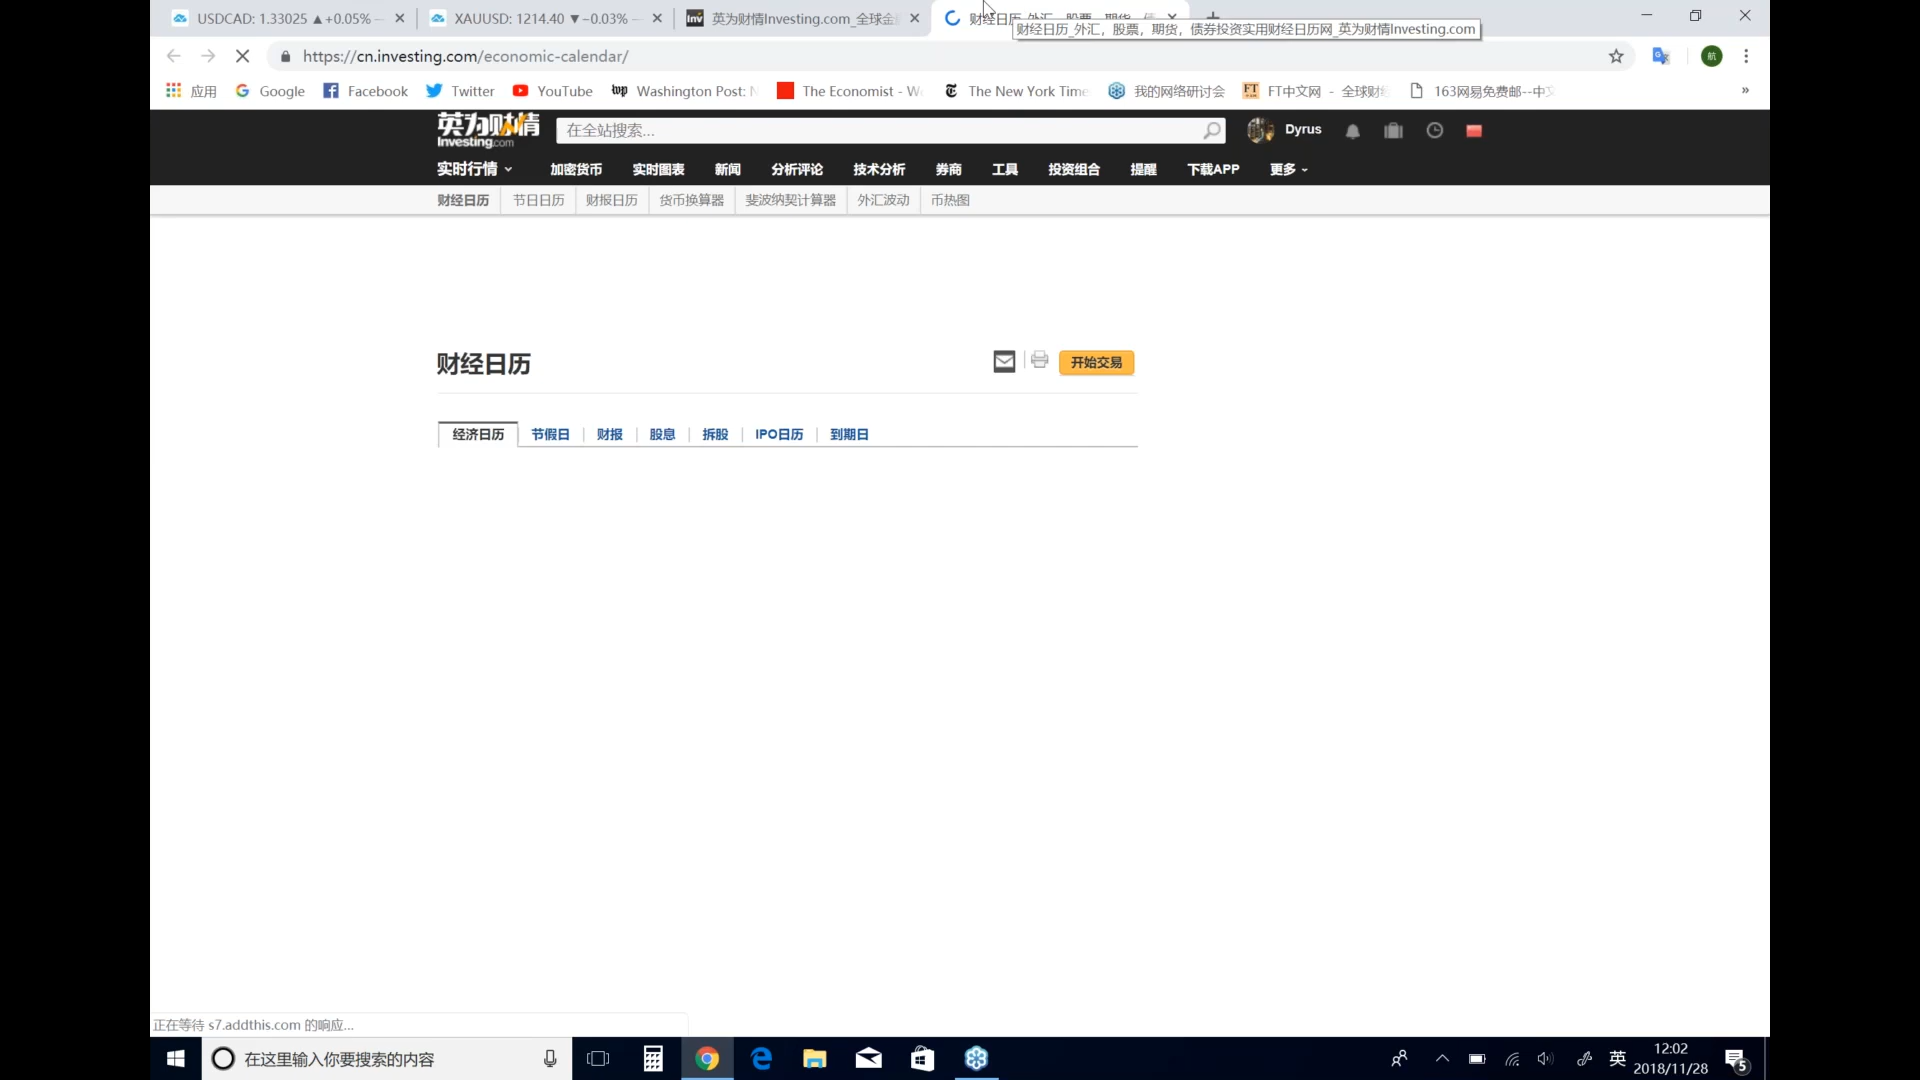 USDCAD: 1.33025 ▲+0.05% —
XAUUSD: 1214.40 ▼−0.03% —
英为财情Investing.com_全球金
财经日历_外汇，股票，期货，债券投资实用财经日历网_英为财情Investing.com
https://cn.investing.com/economic-calendar/
航
应用 Google Facebook Twitter YouTube Washington Post: The Economist - W The New York Time 我的网络研讨会 FT中文网 - 全球财 163网易免费邮--中文 »
英为财情
Investing.com
在全站搜索...
Dyrus
实时行情 加密货币 实时图表 新闻 分析评论 技术分析 券商 工具 投资组合 提醒 下载APP 更多
财经日历 节日日历 财报日历 货币换算器 斐波纳契计算器 外汇波动 币热图
财经日历
开始交易
经济日历 节假日 财报 股息 拆股 IPO日历 到期日
正在等待 s7.addthis.com 的响应...
在这里输入你要搜索的内容
英
12:02
2018/11/28
5